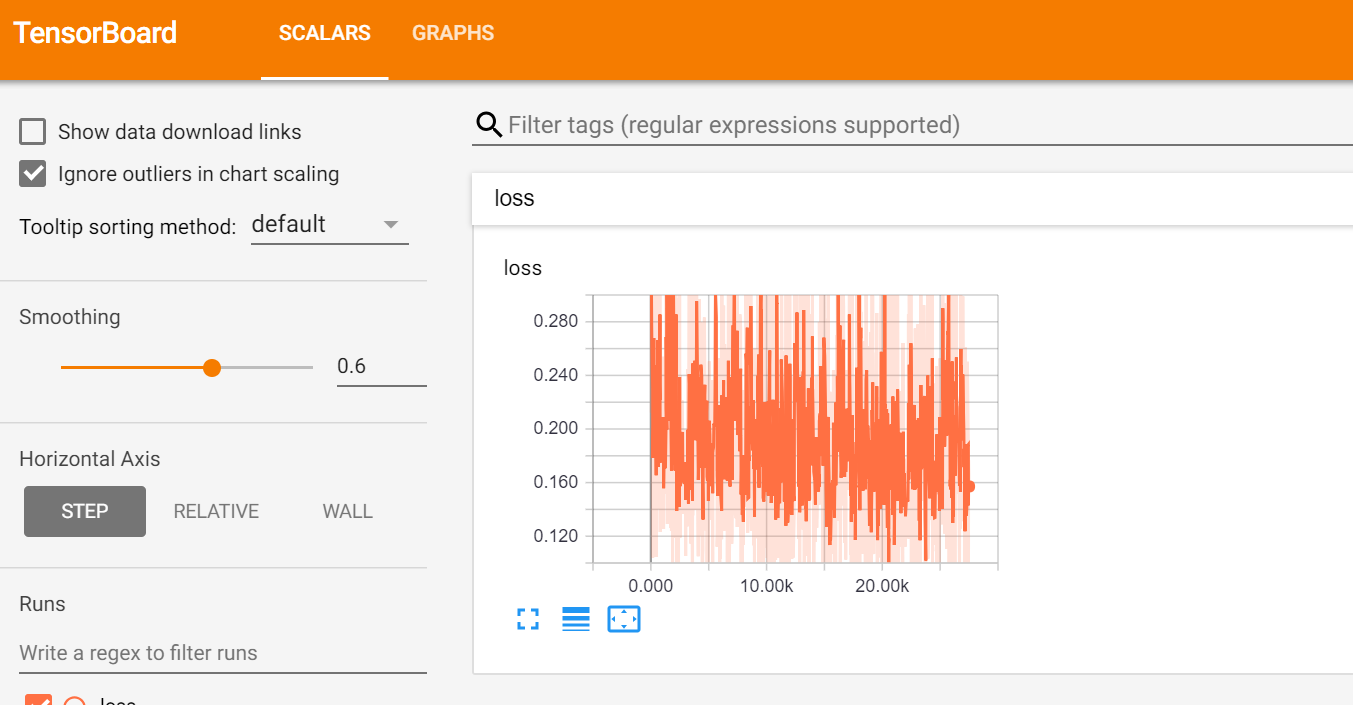 TensorBoard
SCALARS
GRAPHS
Show data download links
Ignore outliers in chart scaling
Tooltip sorting method: default
Smoothing
0.6
Horizontal Axis
STEP RELATIVE WALL
Runs
Write a regex to filter runs
loss
Filter tags (regular expressions supported)
loss
loss
0.280
0.240
0.200
0.160
0.120
0.000 10.00k 20.00k